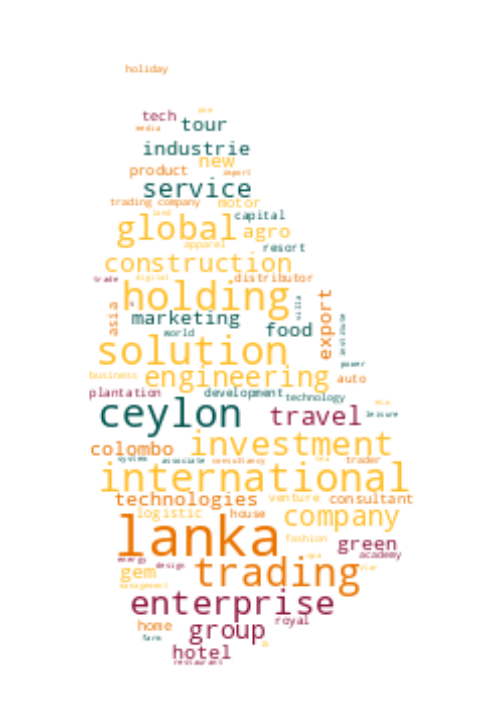 holiday
tech
tour
media
industrie
new
product
import
service
trading company
motor
land
capital
global
agro
apparel
resort
construction
trade
digital
distributor
holding
asia
villa
export
marketing
food
world
institute
solution
power
business
engineering
auto
plantation
development
technology
ceylon
travel
leisure
colombo
investment
system
associate
consultancy
trader
international
technologies
venture
consultant
logistic
house
company
lanka
fashion
green
academy
energy
design
gem
trading
management
enterprise
home
group
royal
farm
hotel
restaurant